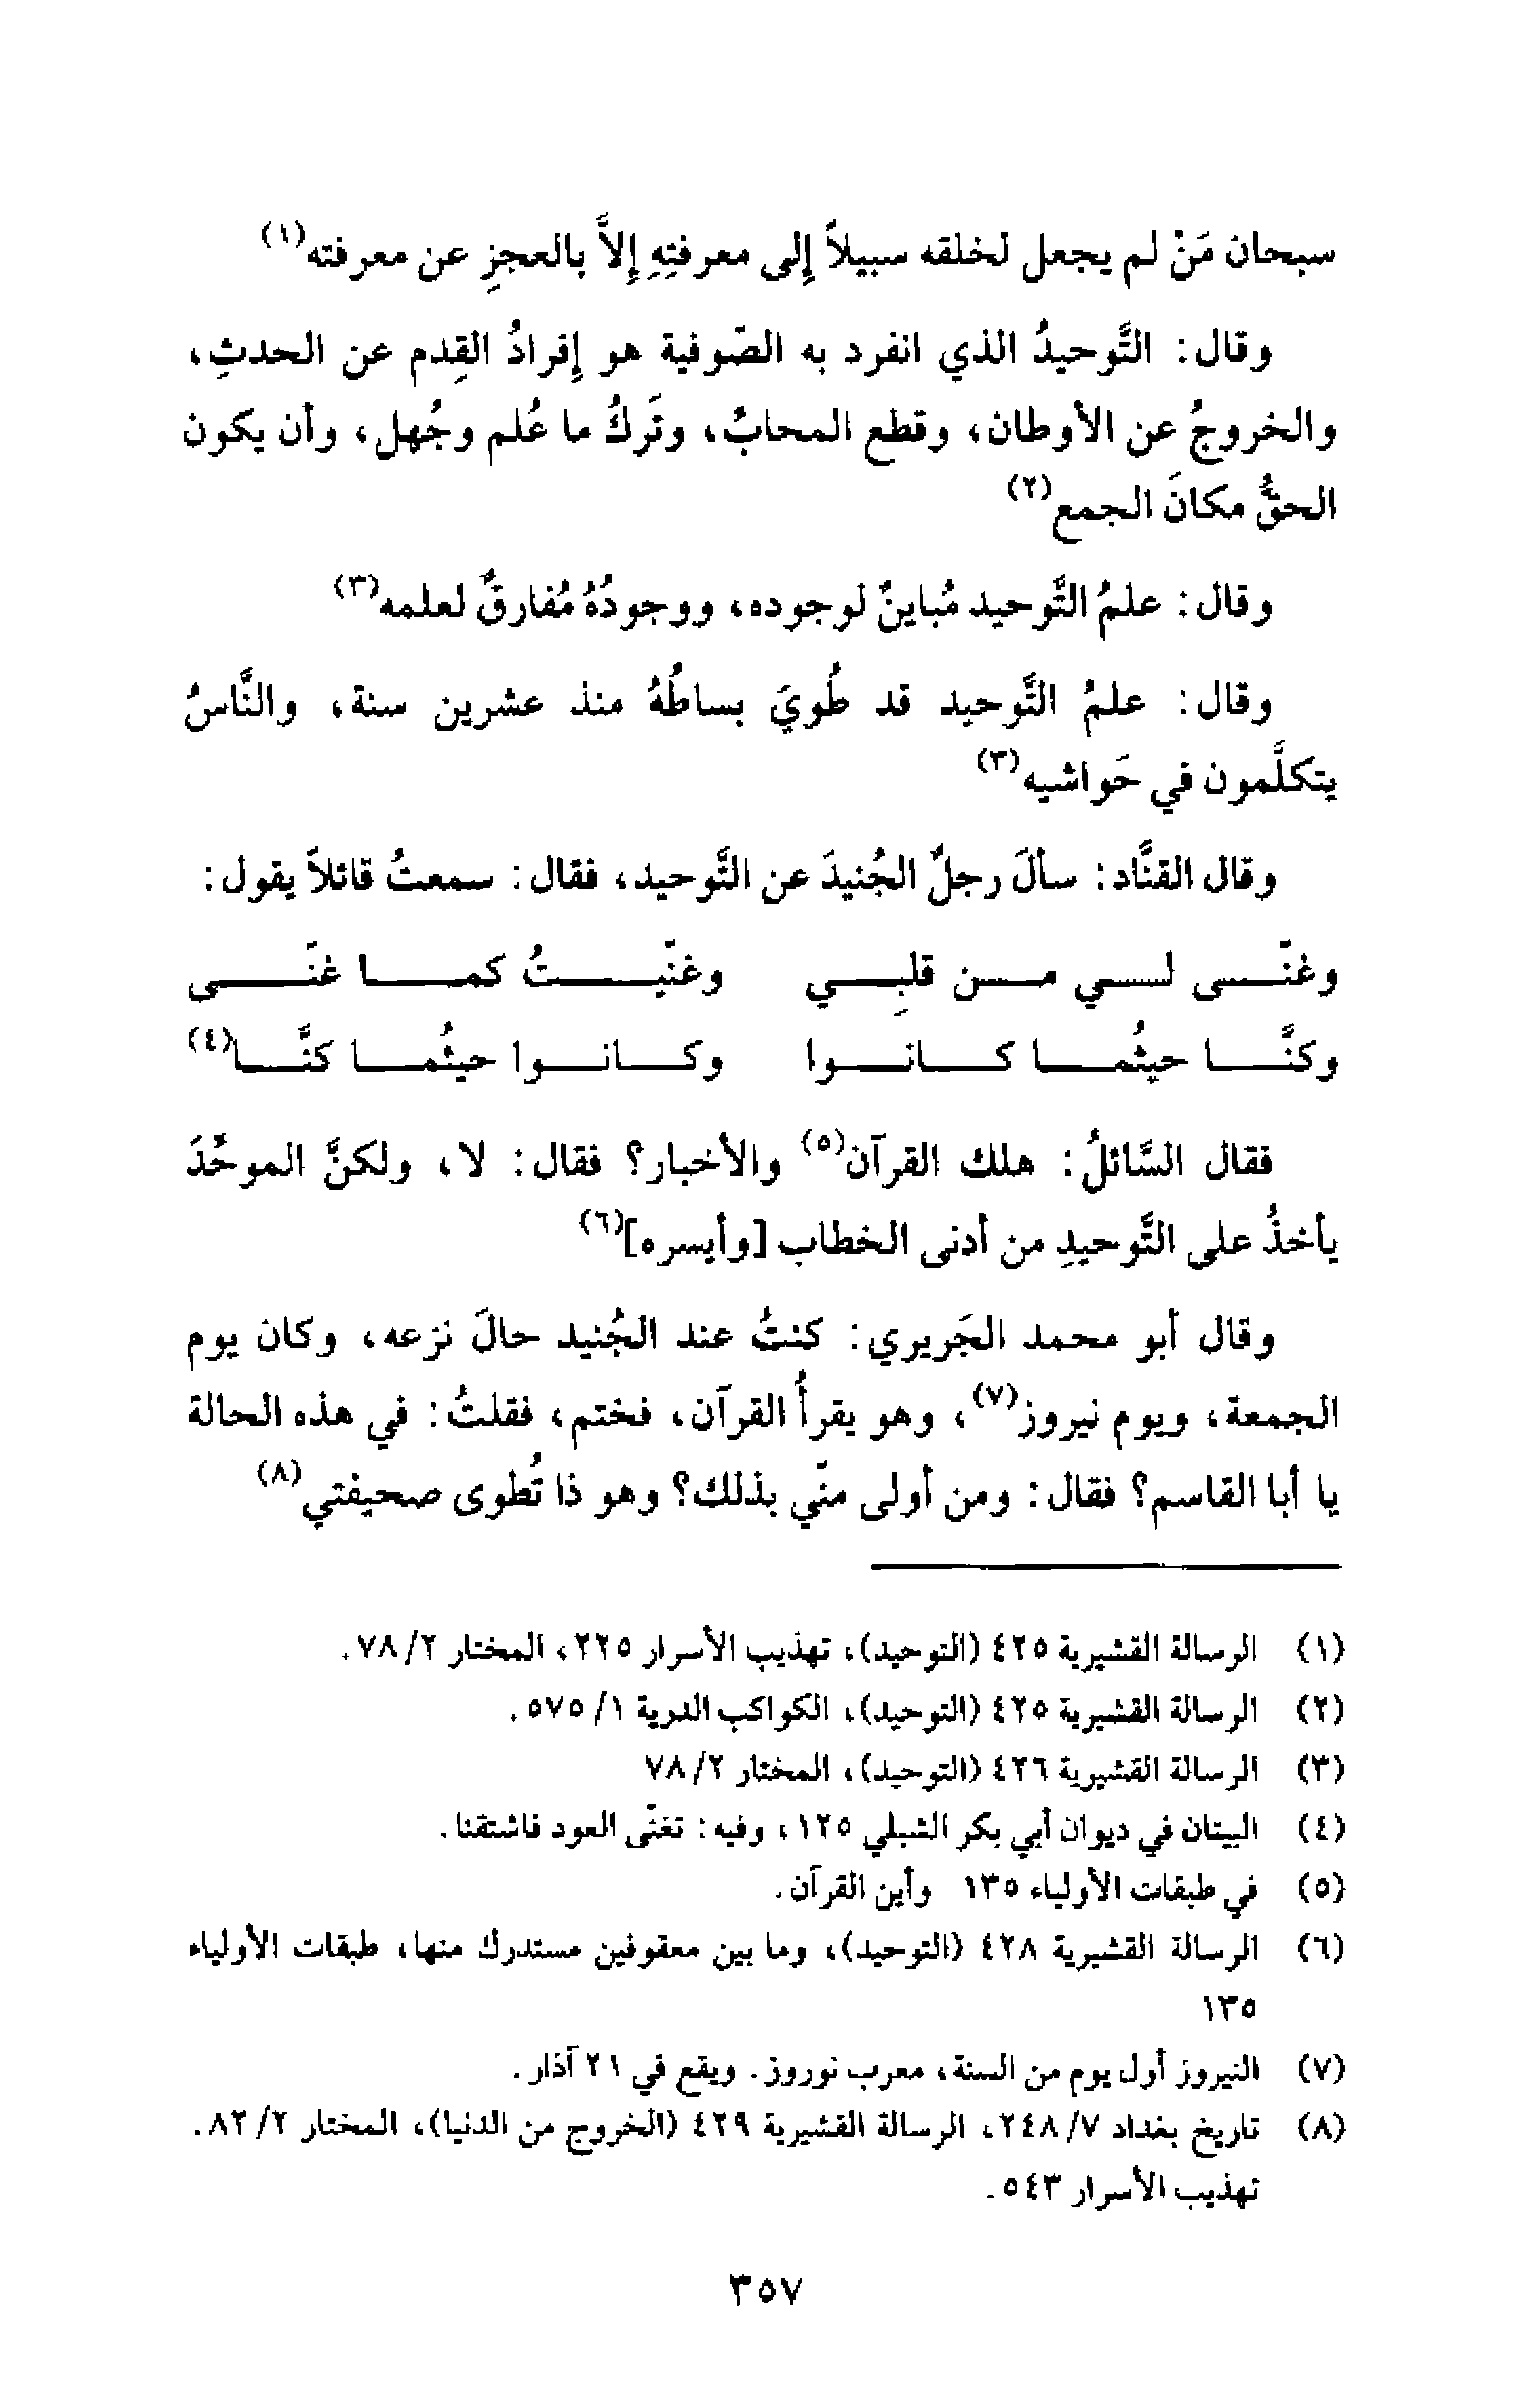 سبحان مَنْ لم يجعل لخلقه سبيلاً إلى معرفتِهِ إلاَّ بالعجزِ عن معرفته(١)
وقال: التَّوحيدُ الذي انفرد به الصّوفية هو إفرادُ القِدم عن الحدثِ،
والخروجُ عن الأوطان، وقطع المحابِّ، وتَركُ ما عُلم وجُهل، وأن يكون
الحقُّ مكانَ الجمع(٢)
وقال: علمُ التَّوحيد مُباينٌ لوجوده، ووجودُهُ مُفارقٌ لعلمه(٣)
وقال: علمُ التَّوحيد قد طُويَ بساطُهُ منذ عشرين سنة، والنَّاسُ
يتكلَّمون في حَواشيه(٣)
وقال القنَّاد: سألَ رجلٌ الجُنيدَ عن التَّوحيد، فقال: سمعتُ قائلاً يقول:
وغنّى لي من قلبِي وغنّيتُ كما غنّى
وكنَّا حيثُما كانوا وكانوا حيثُما كنَّا(٤)
فقال السَّائلُ: هلك القرآن(٥) والأخبار؟ فقال: لا، ولكنَّ الموحِّدَ
يأخذُ على التَّوحيدِ من أدنى الخطاب [وأيسره](٦)
وقال أبو محمد الجَريري: كنتُ عند الجُنيد حالَ نزعه، وكان يوم
الجمعة، ويوم نيروز(٧)، وهو يقرأُ القرآن، فختم، فقلتُ: في هذه الحالة
يا أبا القاسم؟ فقال: ومن أولى منّي بذلك؟ وهو ذا تُطوى صحيفتي(٨)
(١) الرسالة القشيرية ٤٢٥ (التوحيد)، تهذيب الأسرار ٢٢٥، المختار ٧٨/٢.
(٢) الرسالة القشيرية ٤٢٥ (التوحيد)، الكواكب الدرية ٥٧٥/١.
(٣) الرسالة القشيرية ٤٢٦ (التوحيد)، المختار ٧٨/٢
(٤) البيتان في ديوان أبي بكر الشبلي ١٢٥، وفيه: تغنّى العود فاشتقنا.
(٥) في طبقات الأولياء ١٣٥ وأين القرآن.
(٦) الرسالة القشيرية ٤٢٨ (التوحيد)، وما بين معقوفين مستدرك منها، طبقات الأولياء
١٣٥
(٧) النيروز أول يوم من السنة، معرب نوروز. ويقع في ٢١ آذار.
(٨) تاريخ بغداد ٢٤٨/٧، الرسالة القشيرية ٤٢٩ (الخروج من الدنيا)، المختار ٨٢/٢.
تهذيب الأسرار ٥٤٣.
٣٥٧